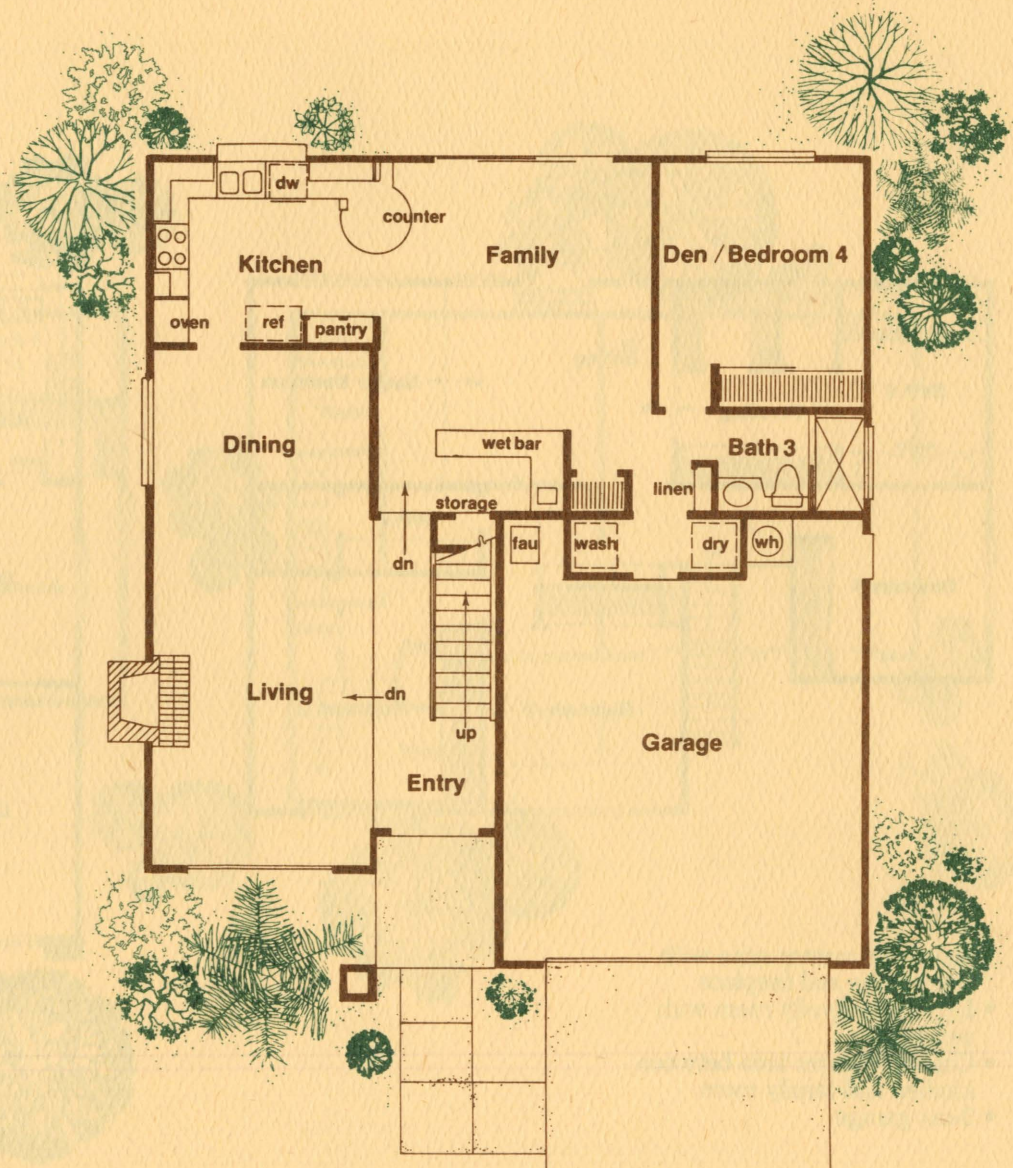 dw
counter
Kitchen
Family
Den / Bedroom 4
oven
ref
pantry
Dining
wet bar
Bath 3
linen
storage
fau
wash
dry
wh
dn
Living
dn
up
Garage
Entry